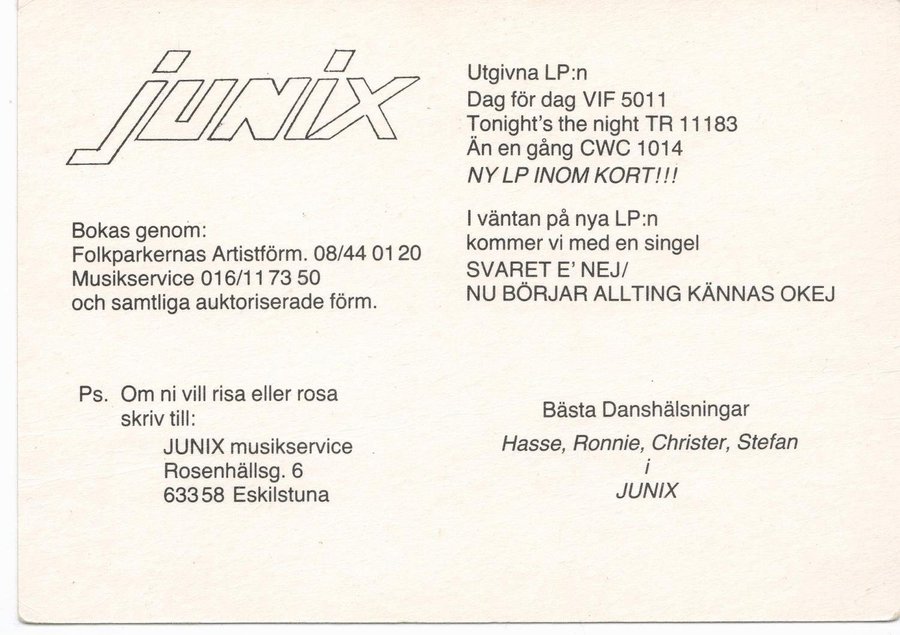 junix
Bokas genom:
Folkparkernas Artistförm. 08/44 01 20
Musikservice 016/11 73 50
och samtliga auktoriserade förm.
Ps. Om ni vill risa eller rosa
skriv till:
JUNIX musikservice
Rosenhällsg. 6
633 58 Eskilstuna
Utgivna LP:n
Dag för dag VIF 5011
Tonight's the night TR 11183
Än en gång CWC 1014
NY LP INOM KORT!!!
I väntan på nya LP:n
kommer vi med en singel
SVARET E' NEJ/
NU BÖRJAR ALLTING KÄNNAS OKEJ
Bästa Danshälsningar
Hasse, Ronnie, Christer, Stefan
i
JUNIX